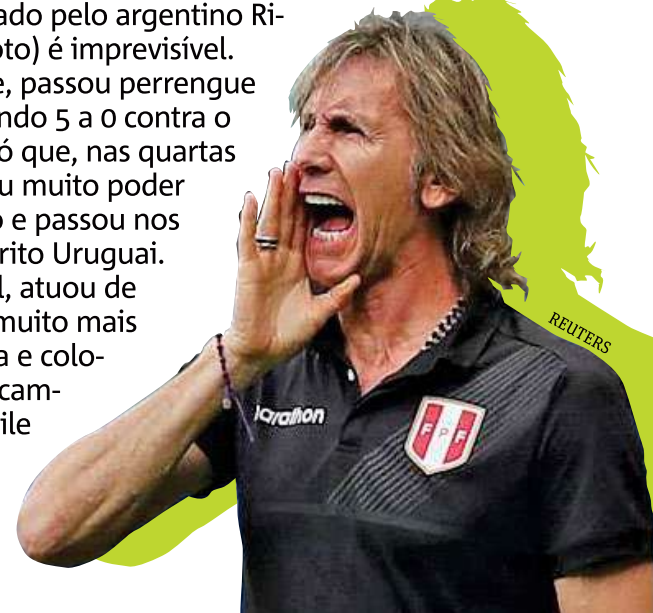 ado pelo argentino Ri-
oto) é imprevisível.
e, passou perrengue
ndo 5 a 0 contra o
ó que, nas quartas
u muito poder
o e passou nos
rito Uruguai.
l, atuou de
muito mais
a e colo-
cam-
ile
REUTERS
marathon
FPF